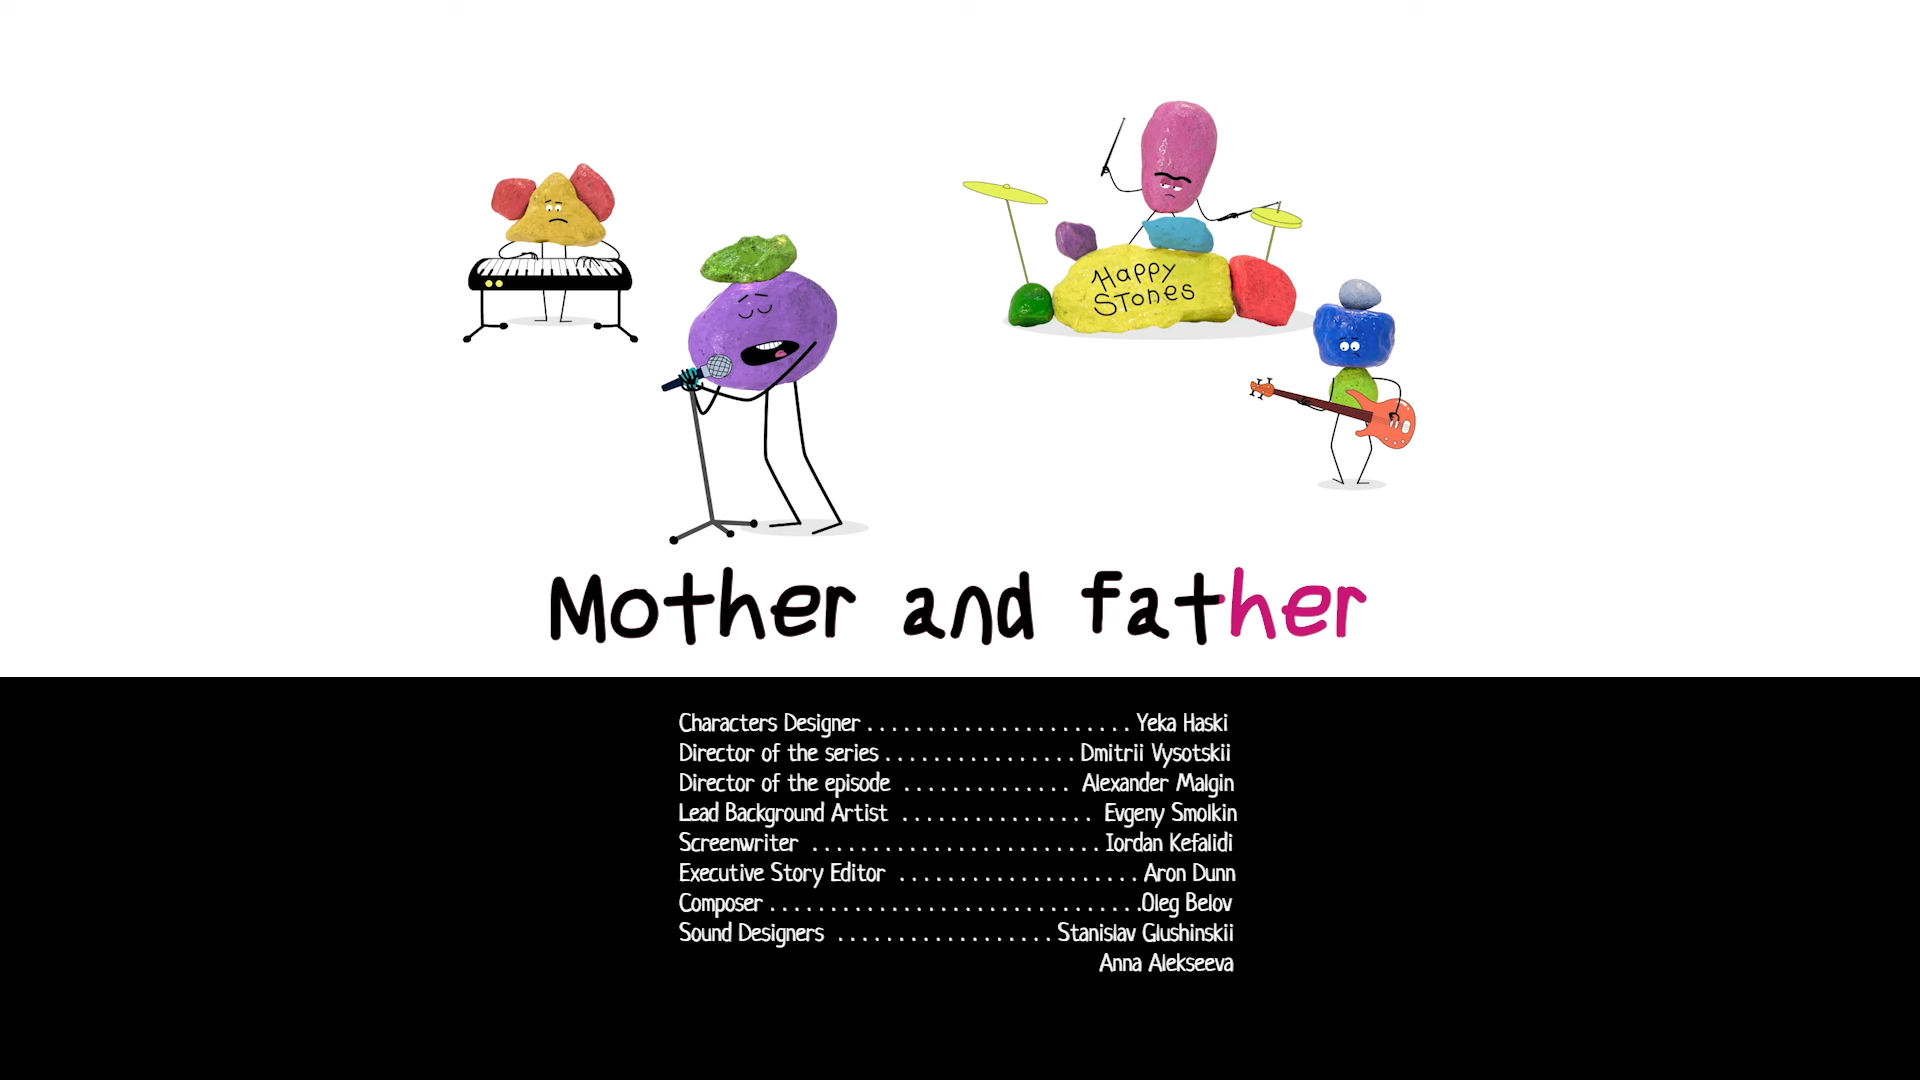 Happy
Stones
Mother and father
Characters Designer . . . . . . . . . . . . . . . . . . . . . . Yeka Haski
Director of the series . . . . . . . . . . . . . . . . Dmitrii Vysotskii
Director of the episode . . . . . . . . . . . . . . Alexander Malgin
Lead Background Artist . . . . . . . . . . . . . . . . Evgeny Smolkin
Screenwriter . . . . . . . . . . . . . . . . . . . . . . . . Iordan Kefalidi
Executive Story Editor . . . . . . . . . . . . . . . . . . . . Aron Dunn
Composer . . . . . . . . . . . . . . . . . . . . . . . . . . . . . . .Oleg Belov
Sound Designers . . . . . . . . . . . . . . . . . . Stanislav Glushinskii
Anna Alekseeva